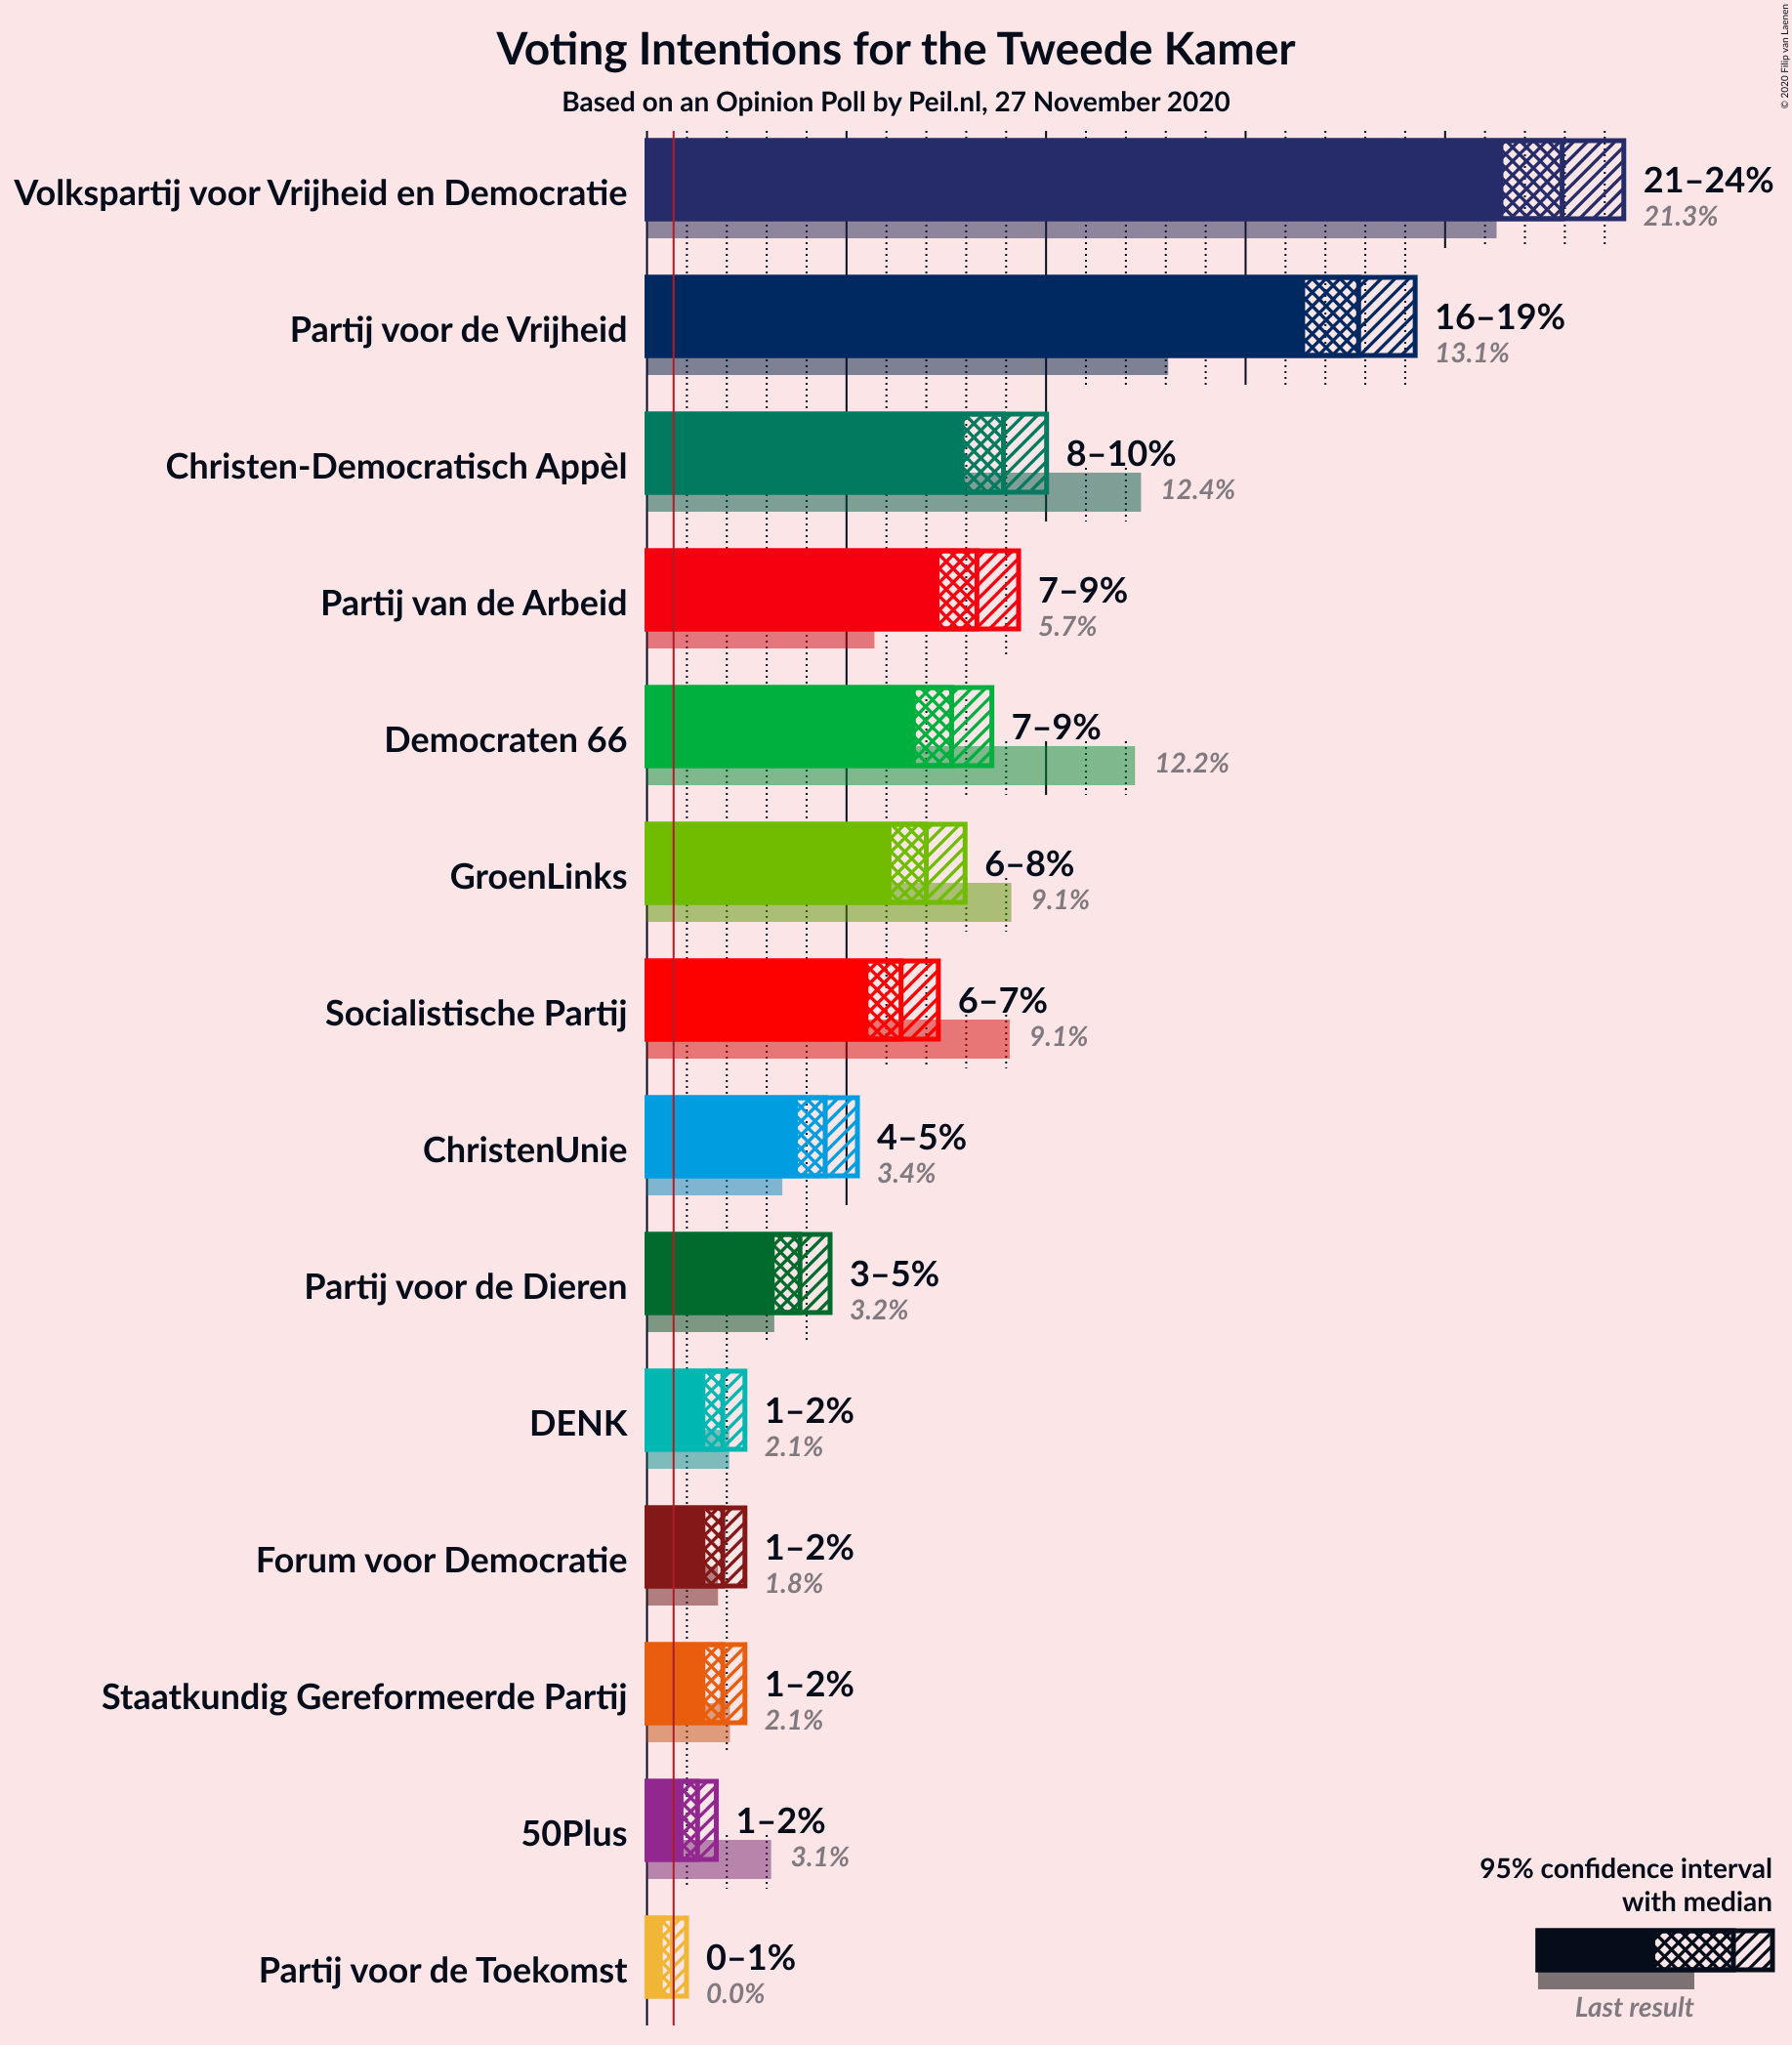 Voting Intentions for the Tweede Kamer
Based on an Opinion Poll by Peil.nl, 27 November 2020
© 2020 Filip van Laenen
Volkspartij voor Vrijheid en Democratie
21–24%
21.3%
Partij voor de Vrijheid
16–19%
13.1%
Christen-Democratisch Appèl
8–10%
12.4%
Partij van de Arbeid
7–9%
5.7%
Democraten 66
7–9%
12.2%
GroenLinks
6–8%
9.1%
Socialistische Partij
6–7%
9.1%
ChristenUnie
4–5%
3.4%
Partij voor de Dieren
3–5%
3.2%
DENK
1–2%
2.1%
Forum voor Democratie
1–2%
1.8%
Staatkundig Gereformeerde Partij
1–2%
2.1%
50Plus
1–2%
3.1%
Partij voor de Toekomst
0–1%
0.0%
95% confidence interval
with median
Last result